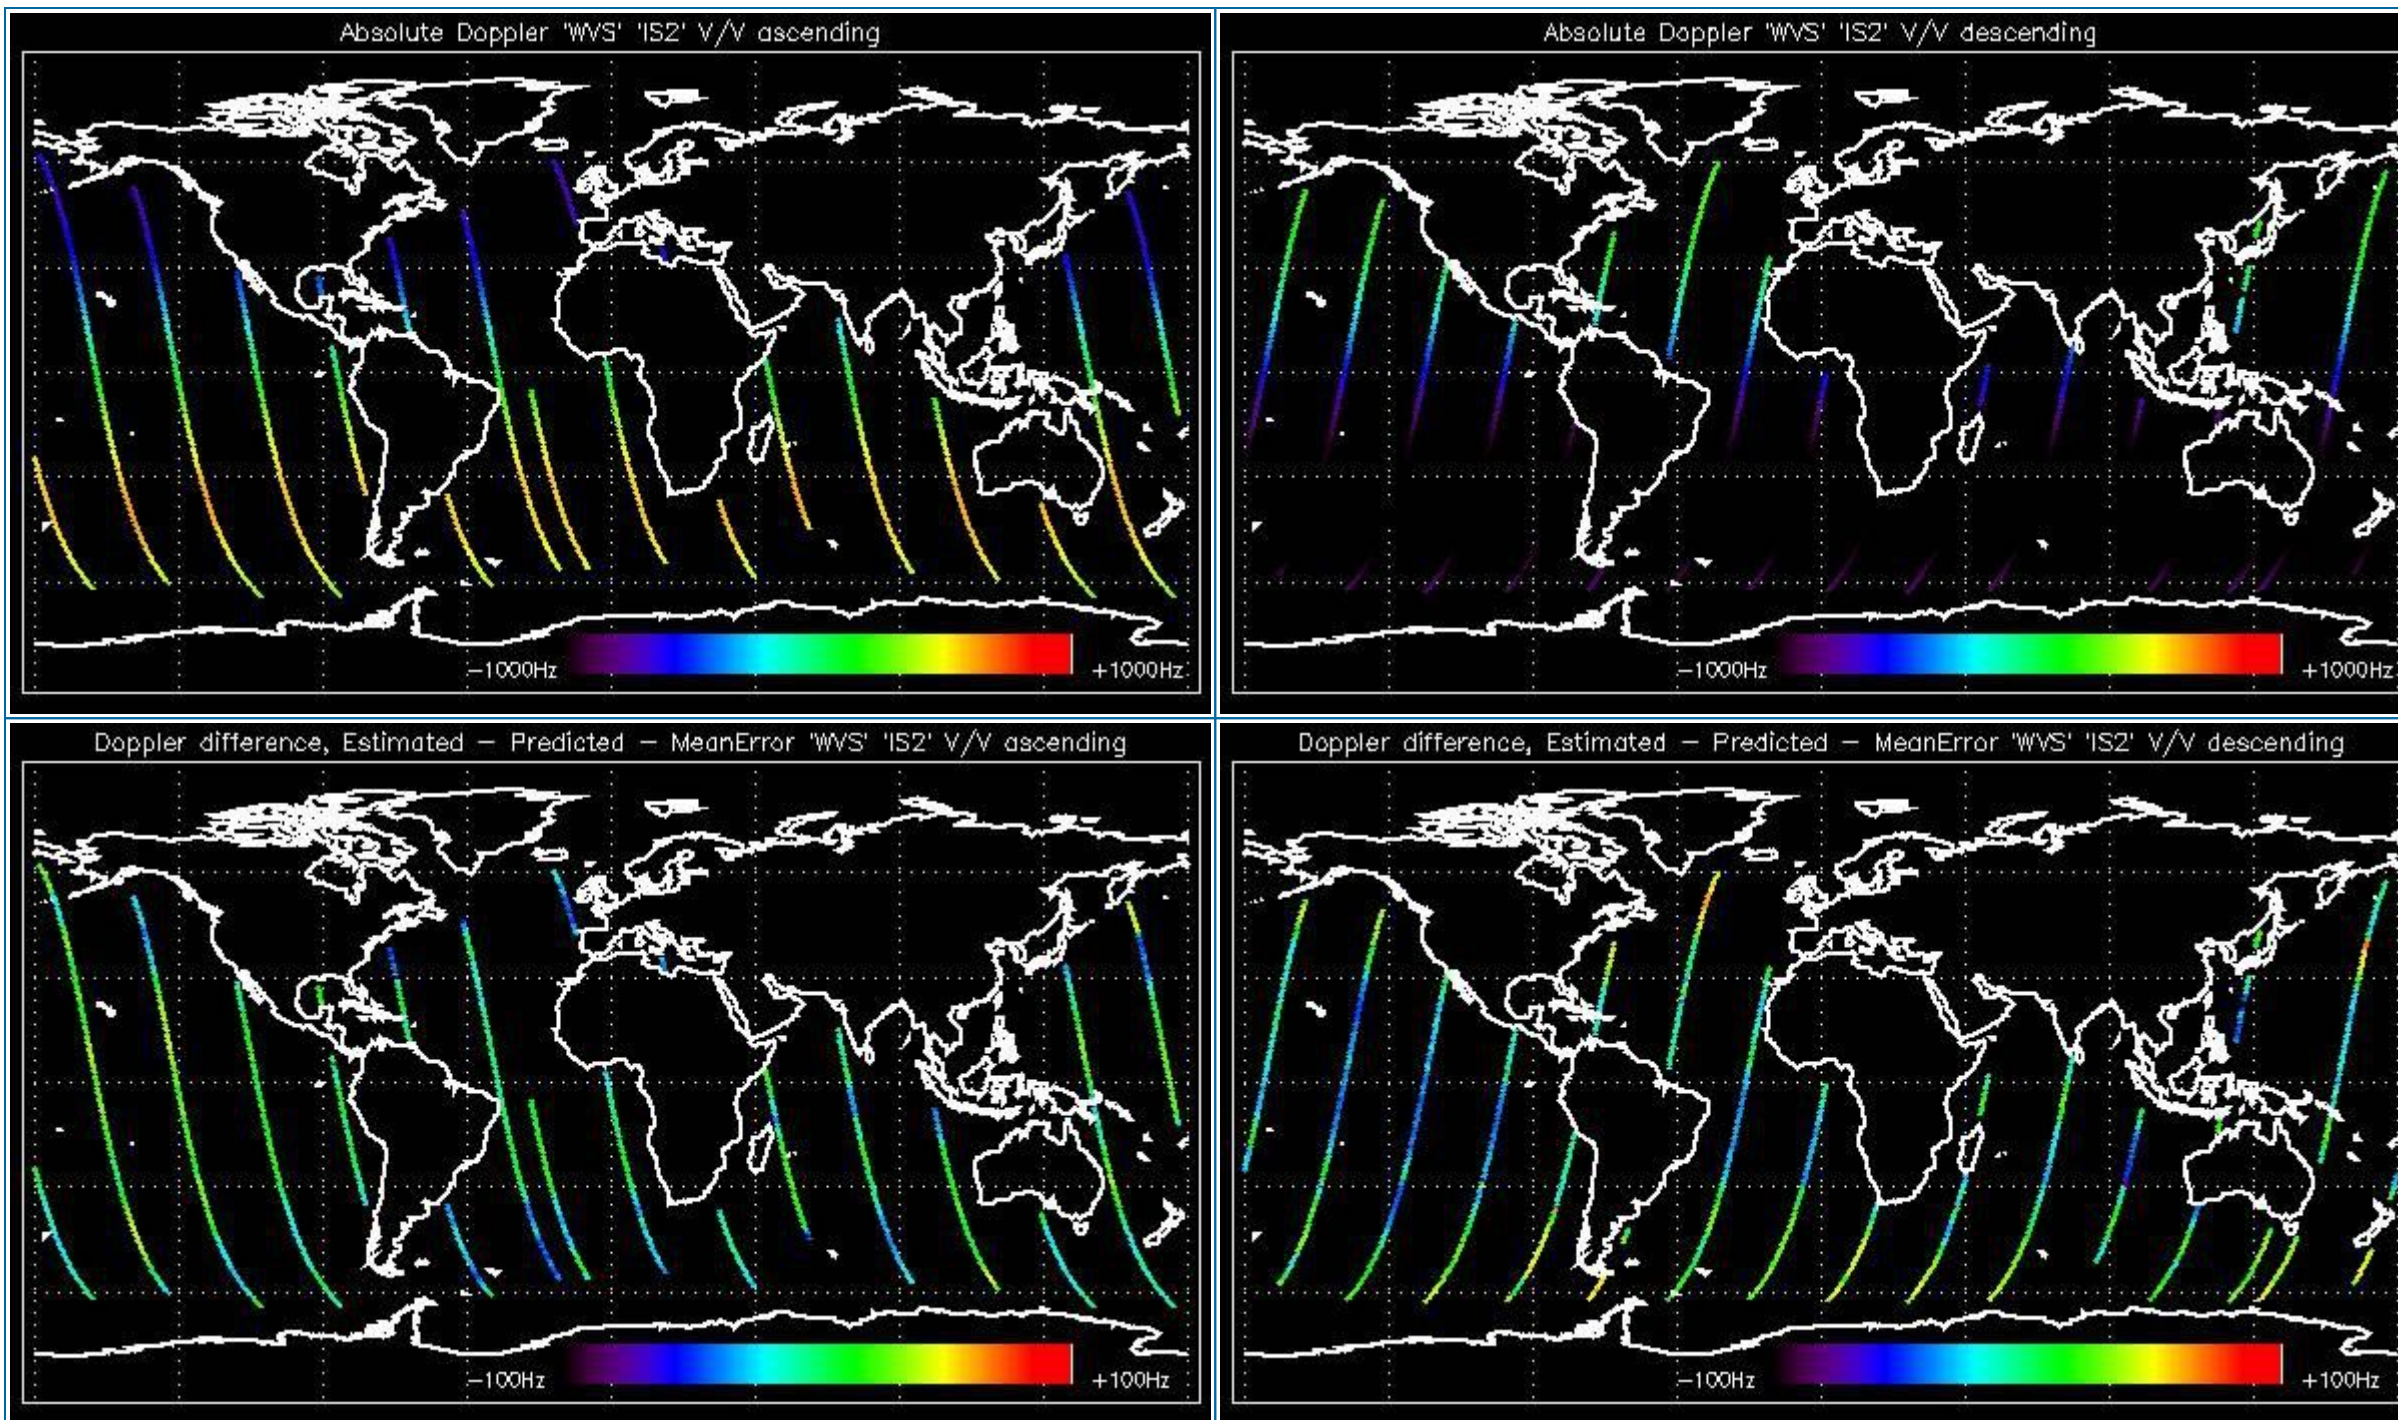 Absolute Doppler 'WVS' 'IS2' V/V ascending
−1000Hz +1000Hz
Absolute Doppler 'WVS' 'IS2' V/V descending
−1000Hz +1000Hz
Doppler difference, Estimated − Predicted − MeanError 'WVS' 'IS2' V/V ascending
−100Hz +100Hz
Doppler difference, Estimated − Predicted − MeanError 'WVS' 'IS2' V/V descending
−100Hz +100Hz